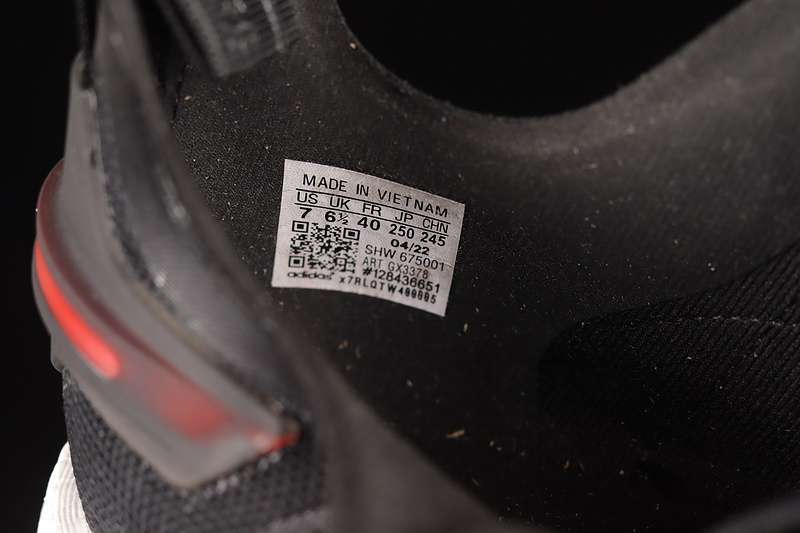 MADE IN VIETNAM
US UK FR JP CHN
7 6½ 40 250 245
04/22
SHW 675001
ART GX3378
#128436651
adidas x7RLQTW400005